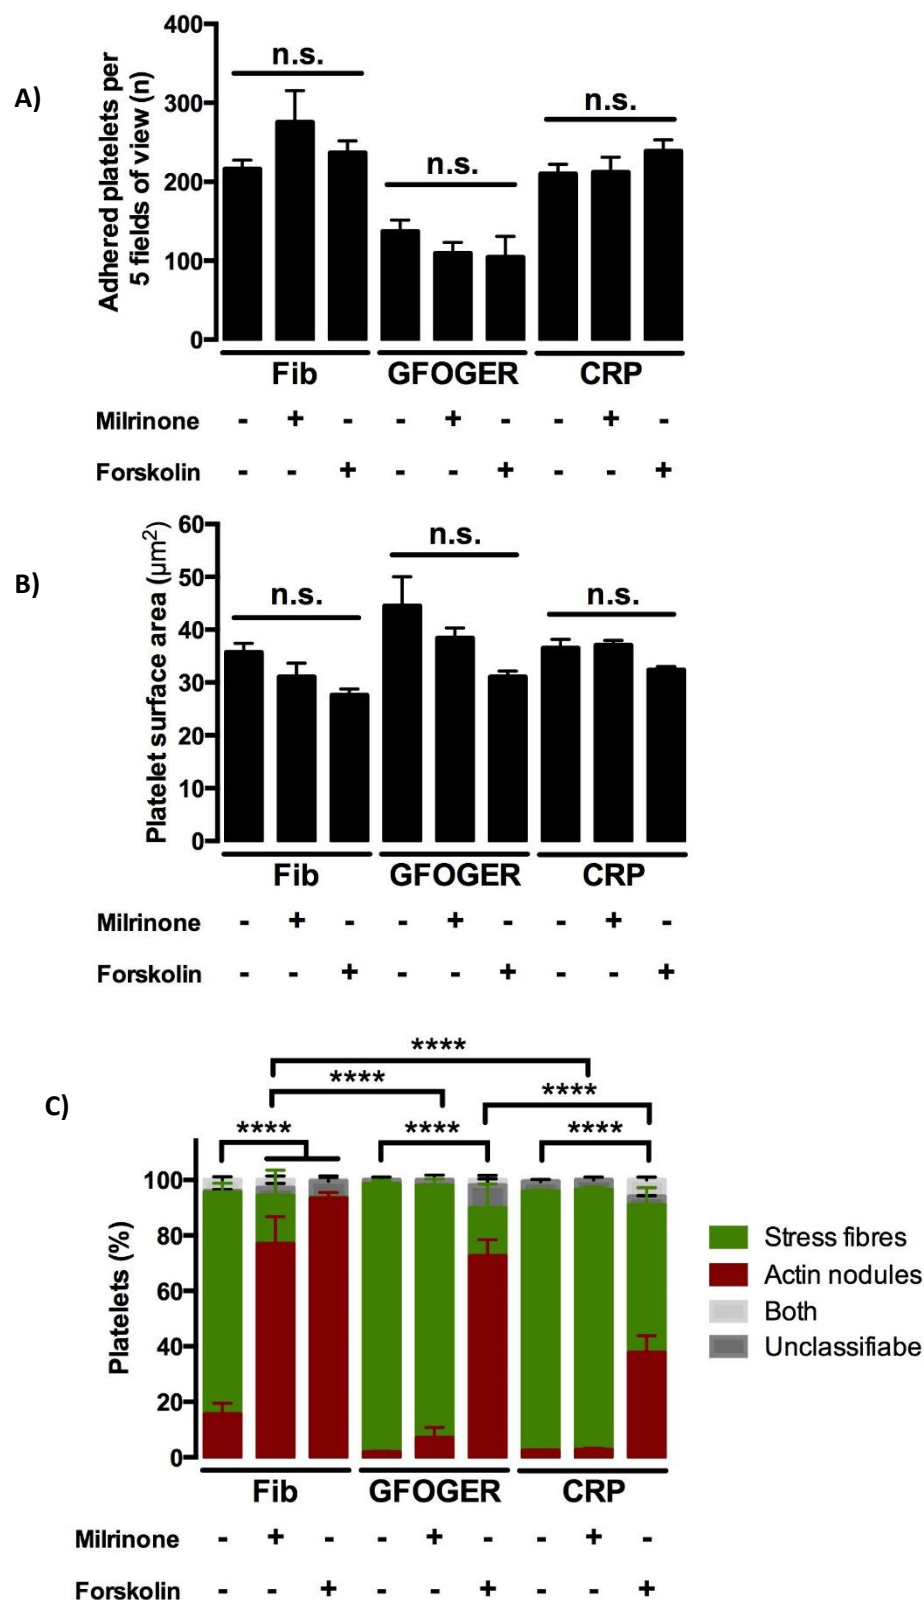 A)
Adhered platelets per
5 fields of view (n)
400
300
200
100
0
n.s.
n.s.
n.s.
Fib GFOGER CRP
Milrinone - + - - + - - + -
Forskolin - - + - - + - - +
B)
Platelet surface area (µm²)
60
50
40
30
20
10
0
n.s.
n.s.
n.s.
Fib GFOGER CRP
Milrinone - + - - + - - + -
Forskolin - - + - - + - - +
C)
Platelets (%)
100
80
60
40
20
0
****
****
****
**** **** ****
Stress fibres
Actin nodules
Both
Unclassifiabe
Fib GFOGER CRP
Milrinone - + - - + - - + -
Forskolin - - + - - + - - +